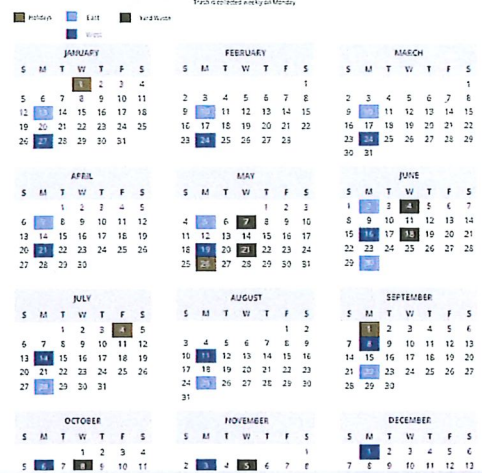 Trash is collected weekly on Monday
Holidays East Yard Waste
West
JANUARY FEBRUARY MARCH
S M T W T F S S M T W T F S S M T W T F S
1 2 3 4 1 1
5 6 7 8 9 10 11 2 3 4 5 6 7 8 2 3 4 5 6 7 8
12 13 14 15 16 17 18 9 10 11 12 13 14 15 9 10 11 12 13 14 15
19 20 21 22 23 24 25 16 17 18 19 20 21 22 16 17 18 19 20 21 22
26 27 28 29 30 31 23 24 25 26 27 28 23 24 25 26 27 28 29
30 31
APRIL MAY JUNE
S M T W T F S S M T W T F S S M T W T F S
1 2 3 4 5 1 2 3 1 2 3 4 5 6 7
6 7 8 9 10 11 12 4 5 6 7 8 9 10 8 9 10 11 12 13 14
13 14 15 16 17 18 19 11 12 13 14 15 16 17 15 16 17 18 19 20 21
20 21 22 23 24 25 26 18 19 20 21 22 23 24 22 23 24 25 26 27 28
27 28 29 30 25 26 27 28 29 30 31 29 30
JULY AUGUST SEPTEMBER
S M T W T F S S M T W T F S S M T W T F S
1 2 3 4 5 1 2 1 2 3 4 5 6
6 7 8 9 10 11 12 3 4 5 6 7 8 9 7 8 9 10 11 12 13
13 14 15 16 17 18 19 10 11 12 13 14 15 16 14 15 16 17 18 19 20
20 21 22 23 24 25 26 17 18 19 20 21 22 23 21 22 23 24 25 26 27
27 28 29 30 31 24 25 26 27 28 29 30 28 29 30
31
OCTOBER NOVEMBER DECEMBER
S M T W T F S S M T W T F S S M T W T F S
1 2 3 4 1 1 2 3 4 5 6
5 6 7 8 9 10 11 2 3 4 5 6 7 8 7 8 9 10 11 12 13